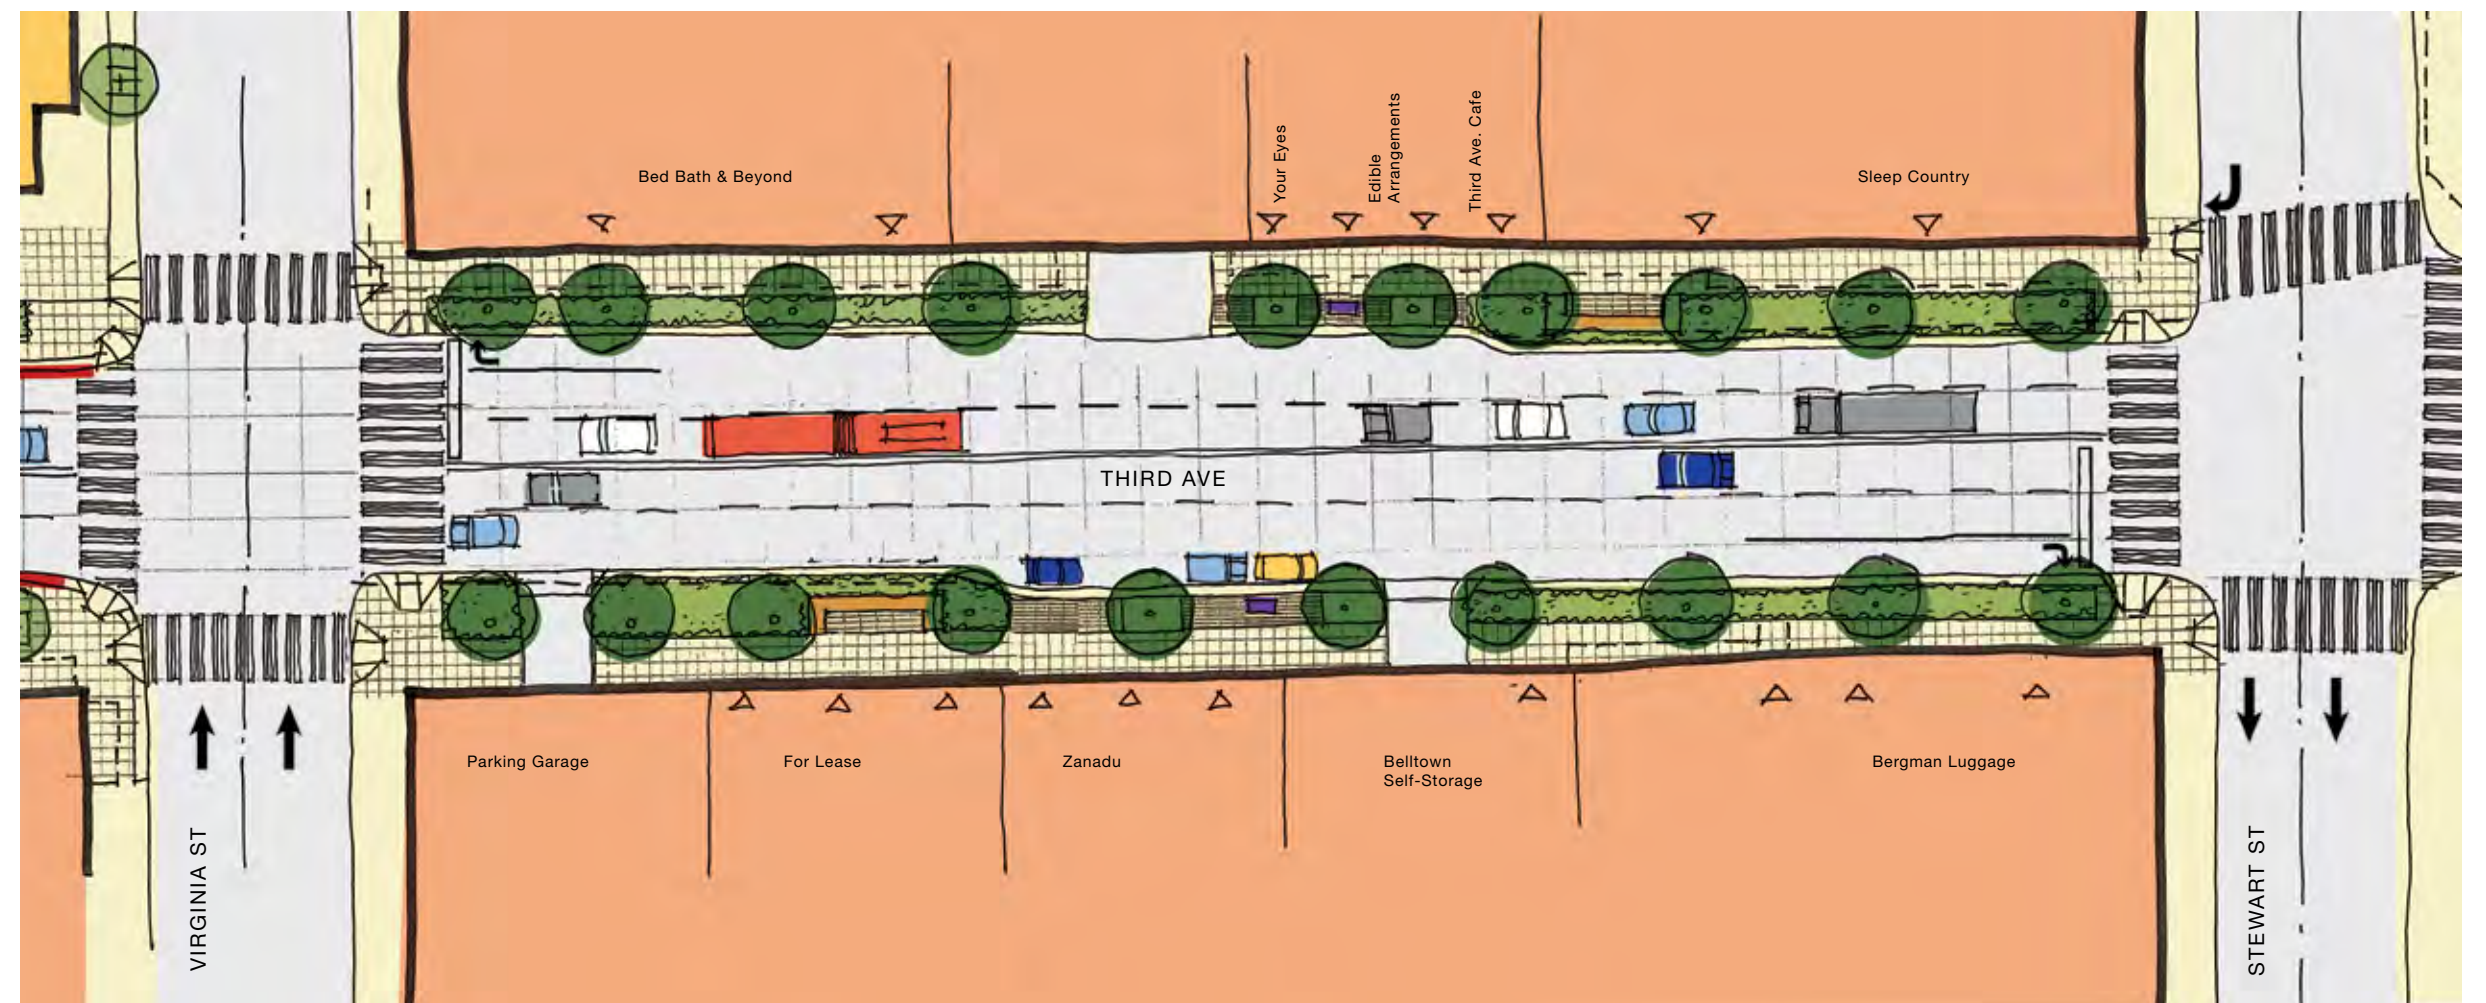 Bed Bath & Beyond
Your Eyes
Edible
Arrangements
Third Ave. Cafe
Sleep Country
THIRD AVE
Parking Garage
For Lease
Zanadu
Belltown
Self-Storage
Bergman Luggage
VIRGINIA ST
STEWART ST